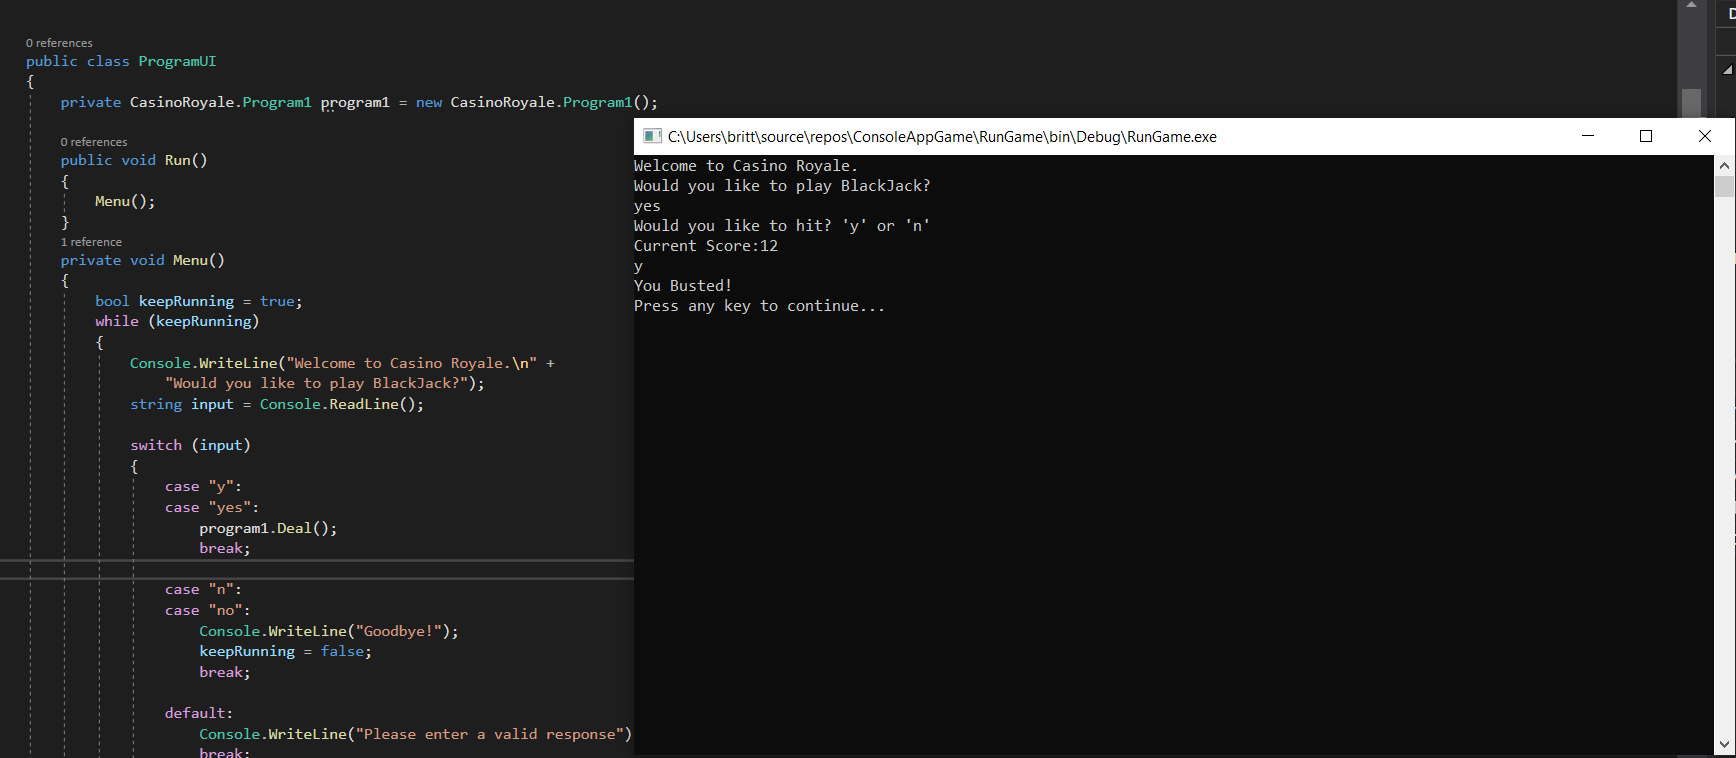 0 references
public class ProgramUI
{
private CasinoRoyale.Program1 program1 = new CasinoRoyale.Program1();
0 references
public void Run()
{
Menu();
}
1 reference
private void Menu()
{
bool keepRunning = true;
while (keepRunning)
{
Console.WriteLine("Welcome to Casino Royale.\n" +
"Would you like to play BlackJack?");
string input = Console.ReadLine();
switch (input)
{
case "y":
case "yes":
program1.Deal();
break;
case "n":
case "no":
Console.WriteLine("Goodbye!");
keepRunning = false;
break;
default:
Console.WriteLine("Please enter a valid response")
break;
C:\Users\britt\source\repos\ConsoleAppGame\RunGame\bin\Debug\RunGame.exe
Welcome to Casino Royale.
Would you like to play BlackJack?
yes
Would you like to hit? 'y' or 'n'
Current Score:12
y
You Busted!
Press any key to continue...